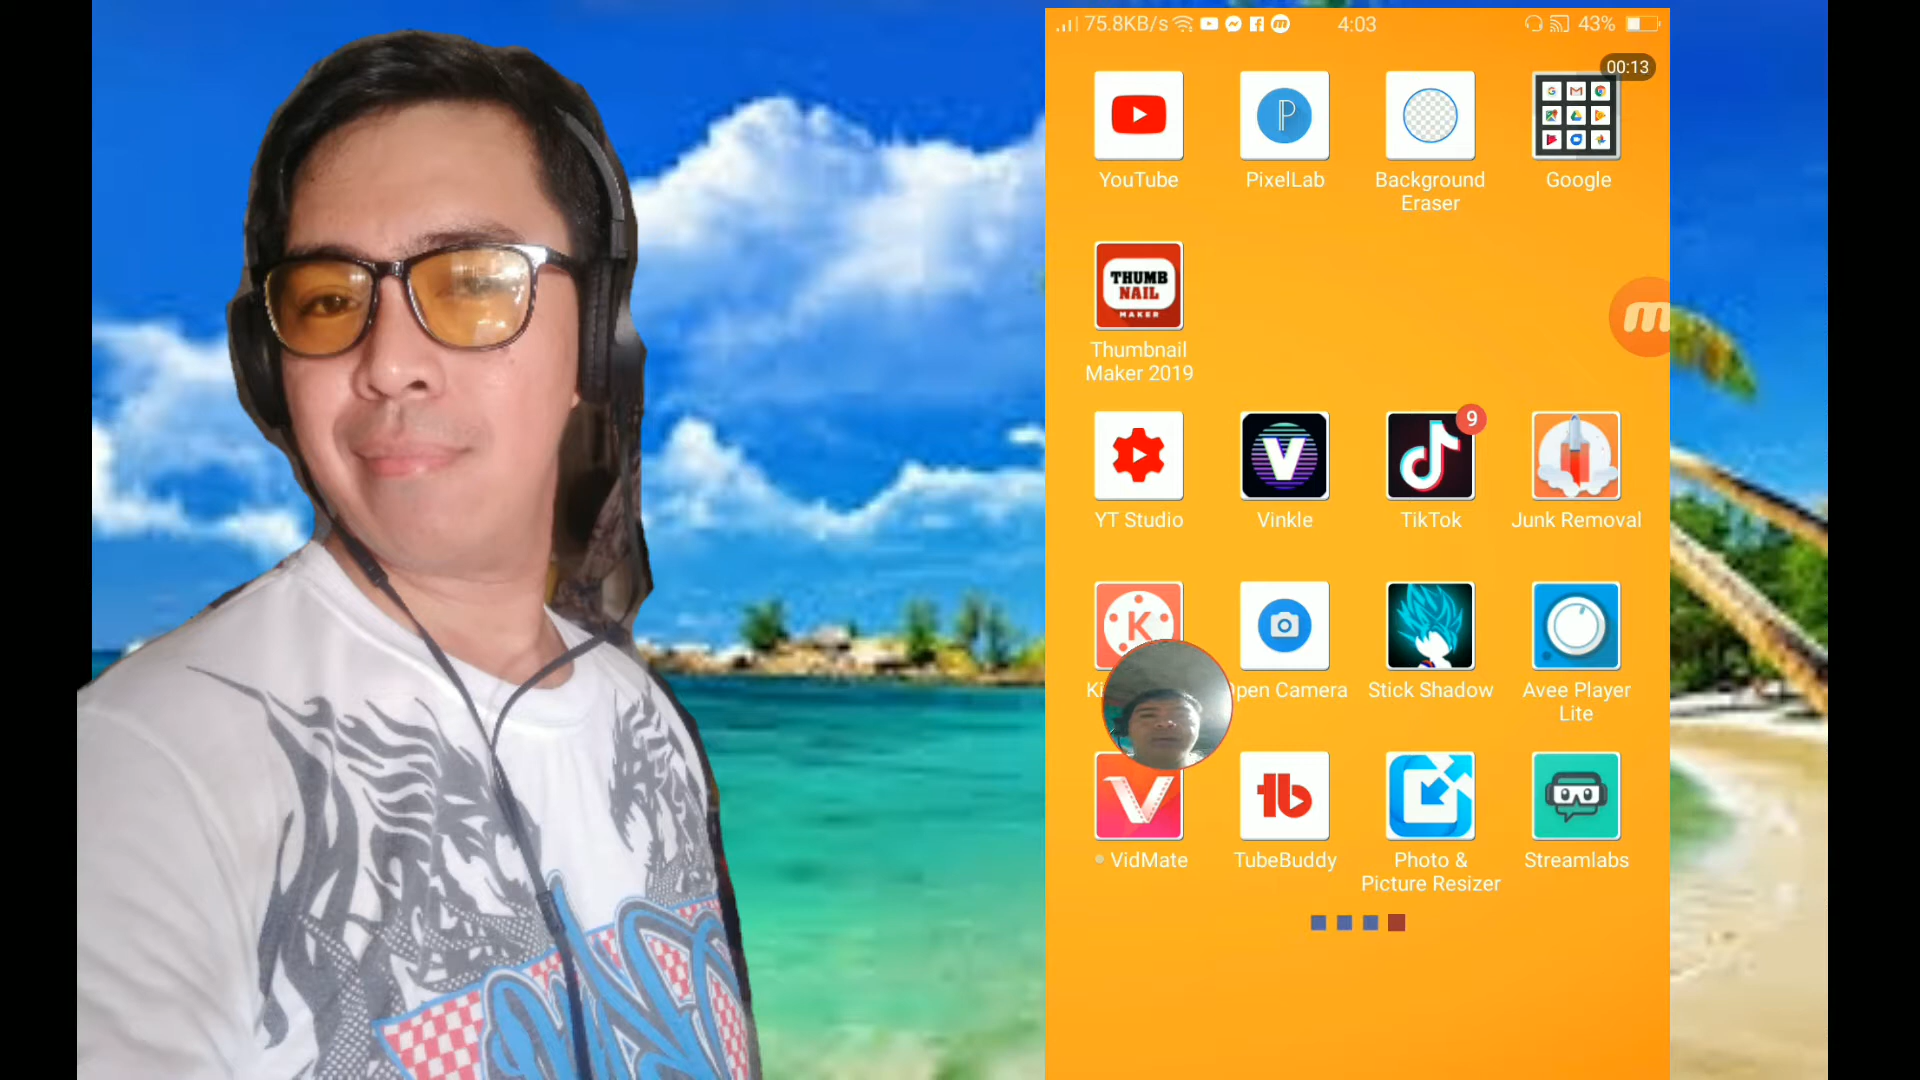 75.8KB/s
4:03
43%
00:13
YouTube
PixelLab
Background
Eraser
Google
THUMB
NAIL
MAKER
Thumbnail
Maker 2019
9
YT Studio
Vinkle
TikTok
Junk Removal
K
Ki
pen Camera
Stick Shadow
Avee Player
Lite
VidMate
TubeBuddy
Photo &
Picture Resizer
Streamlabs